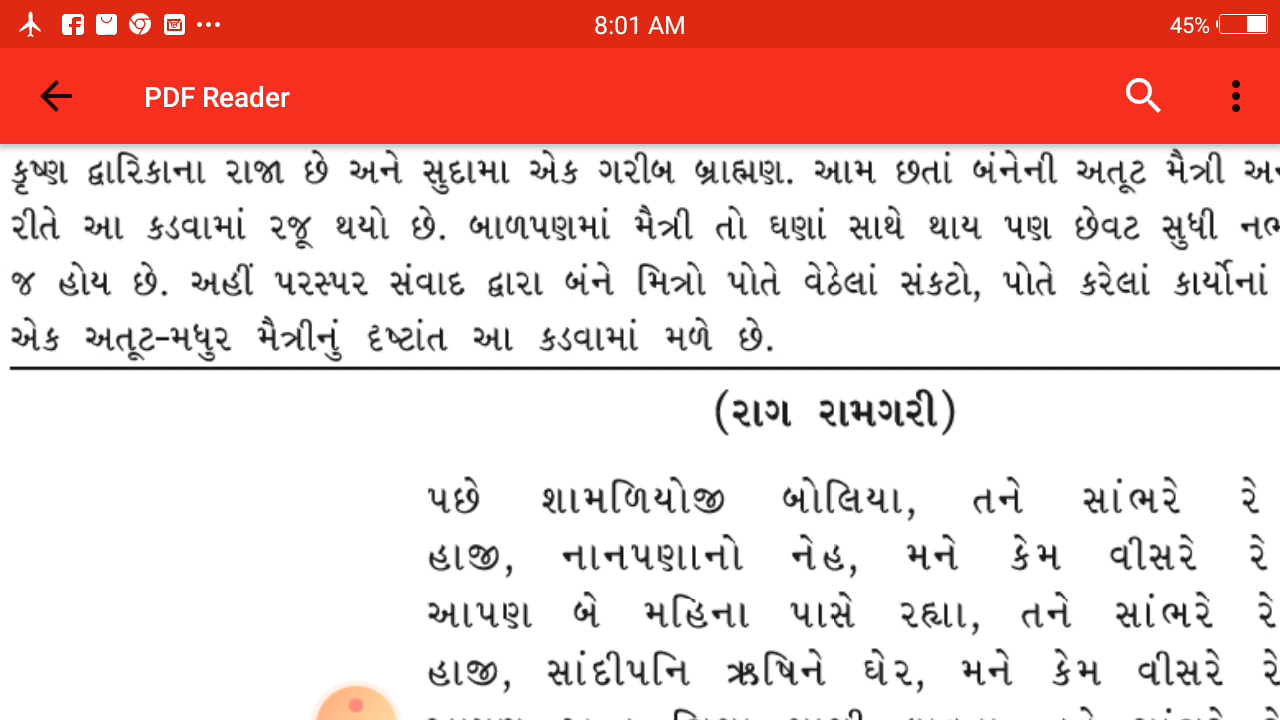 8:01 AM
45%
PDF Reader
કૃષ્ણ દ્વારિકાના રાજા છે અને સુદામા એક ગરીબ બ્રાહ્મણ. આમ છતાં બંનેની અતૂટ મૈત્રી
રીતે આ કડવામાં રજૂ થયો છે. બાળપણમાં મૈત્રી તો ઘણાં સાથે થાય પણ છેવટ સુધી
જ હોય છે. અહીં પરસ્પર સંવાદ દ્વારા બંને મિત્રો પોતે વેઠેલાં સંકટો, પોતે કરેલાં કાર્યોનાં
એક અતૂટ-મધુર મૈત્રીનું દૃષ્ટાંત આ કડવામાં મળે છે.
(રાગ રામગરી)
પછે શામળિયોજી બોલિયા, તને સાંભરે રે
હાજી, નાનપણાનો નેહ, મને કેમ વીસરે રે
આપણ બે મહિના પાસે રહ્યા, તને સાંભરે રે
હાજી, સાંદીપનિ ઋષિને ઘેર, મને કેમ વીસરે રે